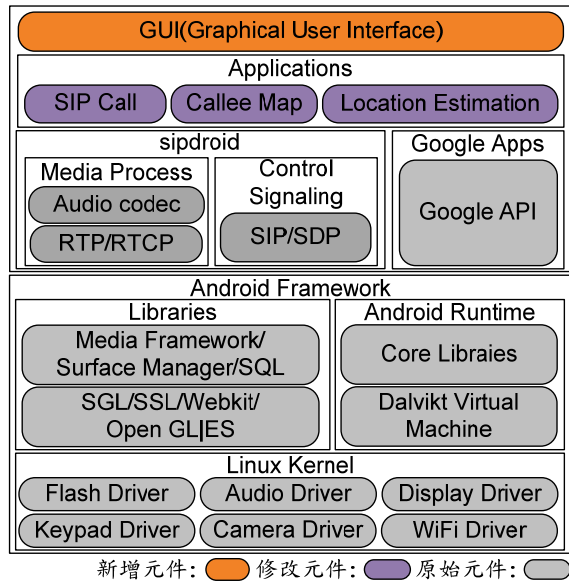 GUI(Graphical User Interface)
Applications
SIP Call
Callee Map
Location Estimation
sipdroid
Google Apps
Media Process
Control
Signaling
Audio codec
RTP/RTCP
SIP/SDP
Google API
Android Framework
Libraries
Android Runtime
Media Framework/
Surface Manager/SQL
Core Libraies
SGL/SSL/Webkit/
Open GL|ES
Dalvikt Virtual
Machine
Linux Kernel
Flash Driver
Audio Driver
Display Driver
Keypad Driver
Camera Driver
WiFi Driver
新增元件: 修改元件: 原始元件: